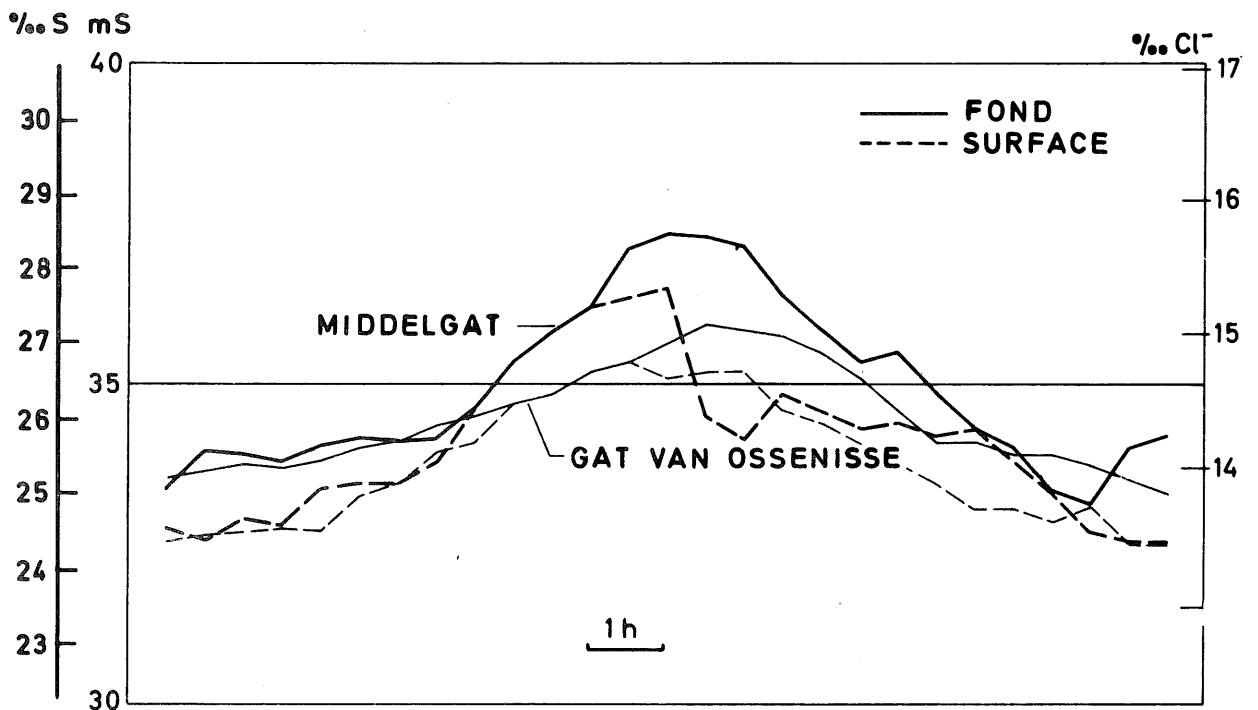 ‰ S mS
‰ Cl⁻
40
17
30
FOND
SURFACE
29
16
28
MIDDELGAT
27
15
35
26
GAT VAN OSSENISSE
14
25
24
1h
23
30